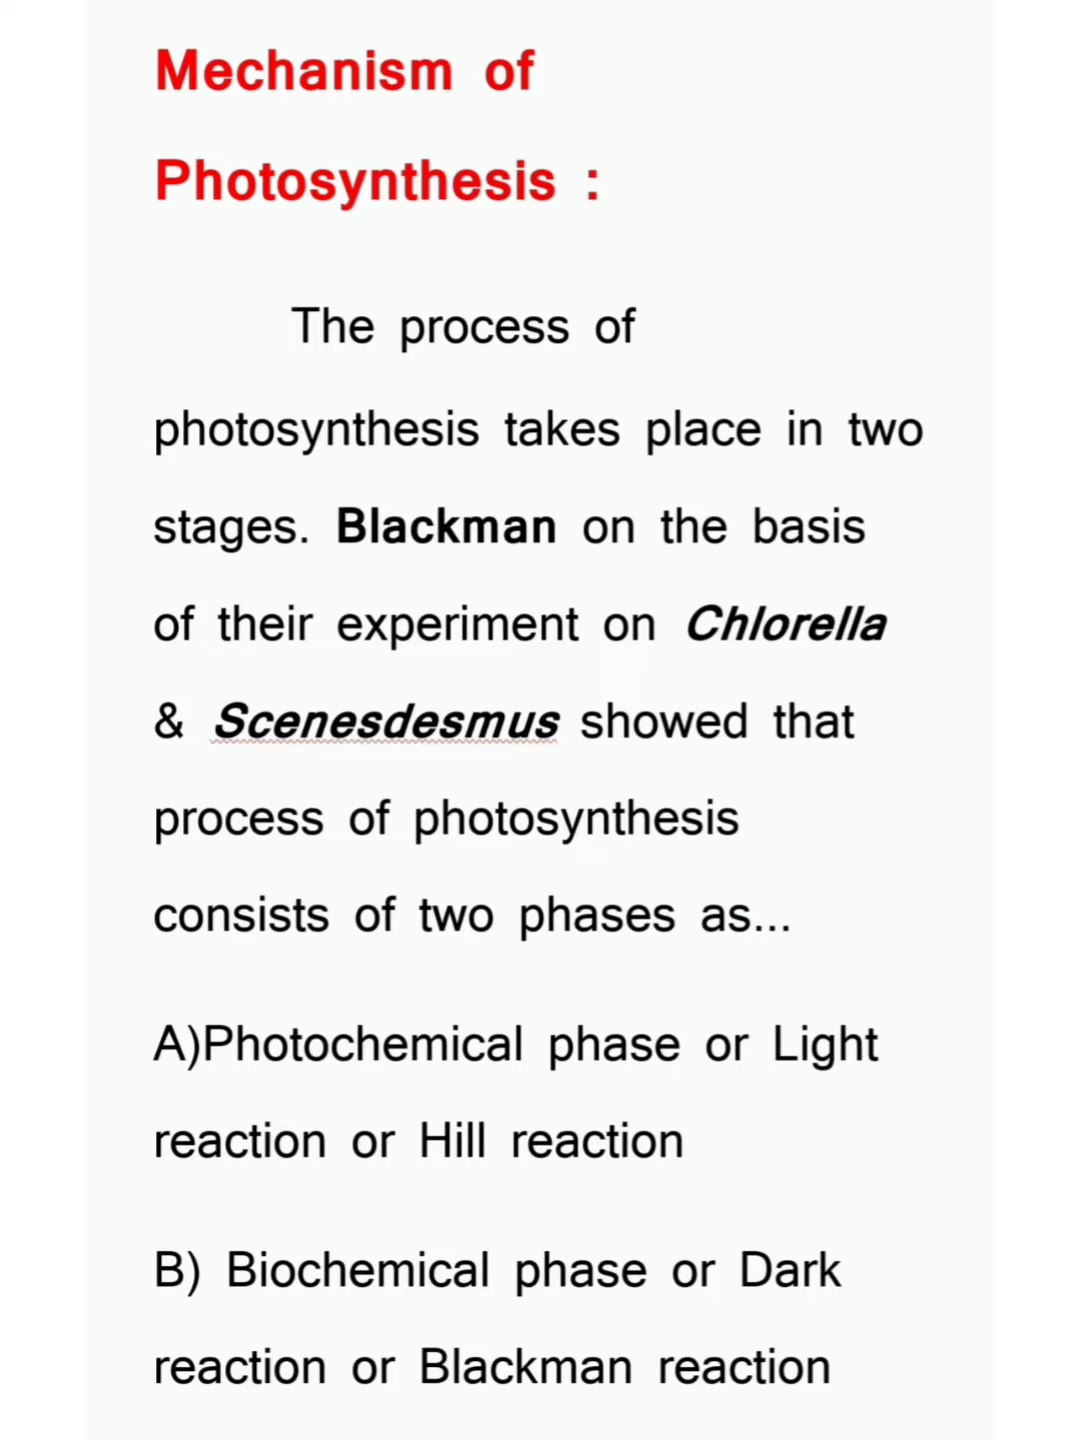 Mechanism of
Photosynthesis :
The process of
photosynthesis takes place in two
stages. Blackman on the basis
of their experiment on Chlorella
& Scenesdesmus showed that
process of photosynthesis
consists of two phases as...
A)Photochemical phase or Light
reaction or Hill reaction
B) Biochemical phase or Dark
reaction or Blackman reaction